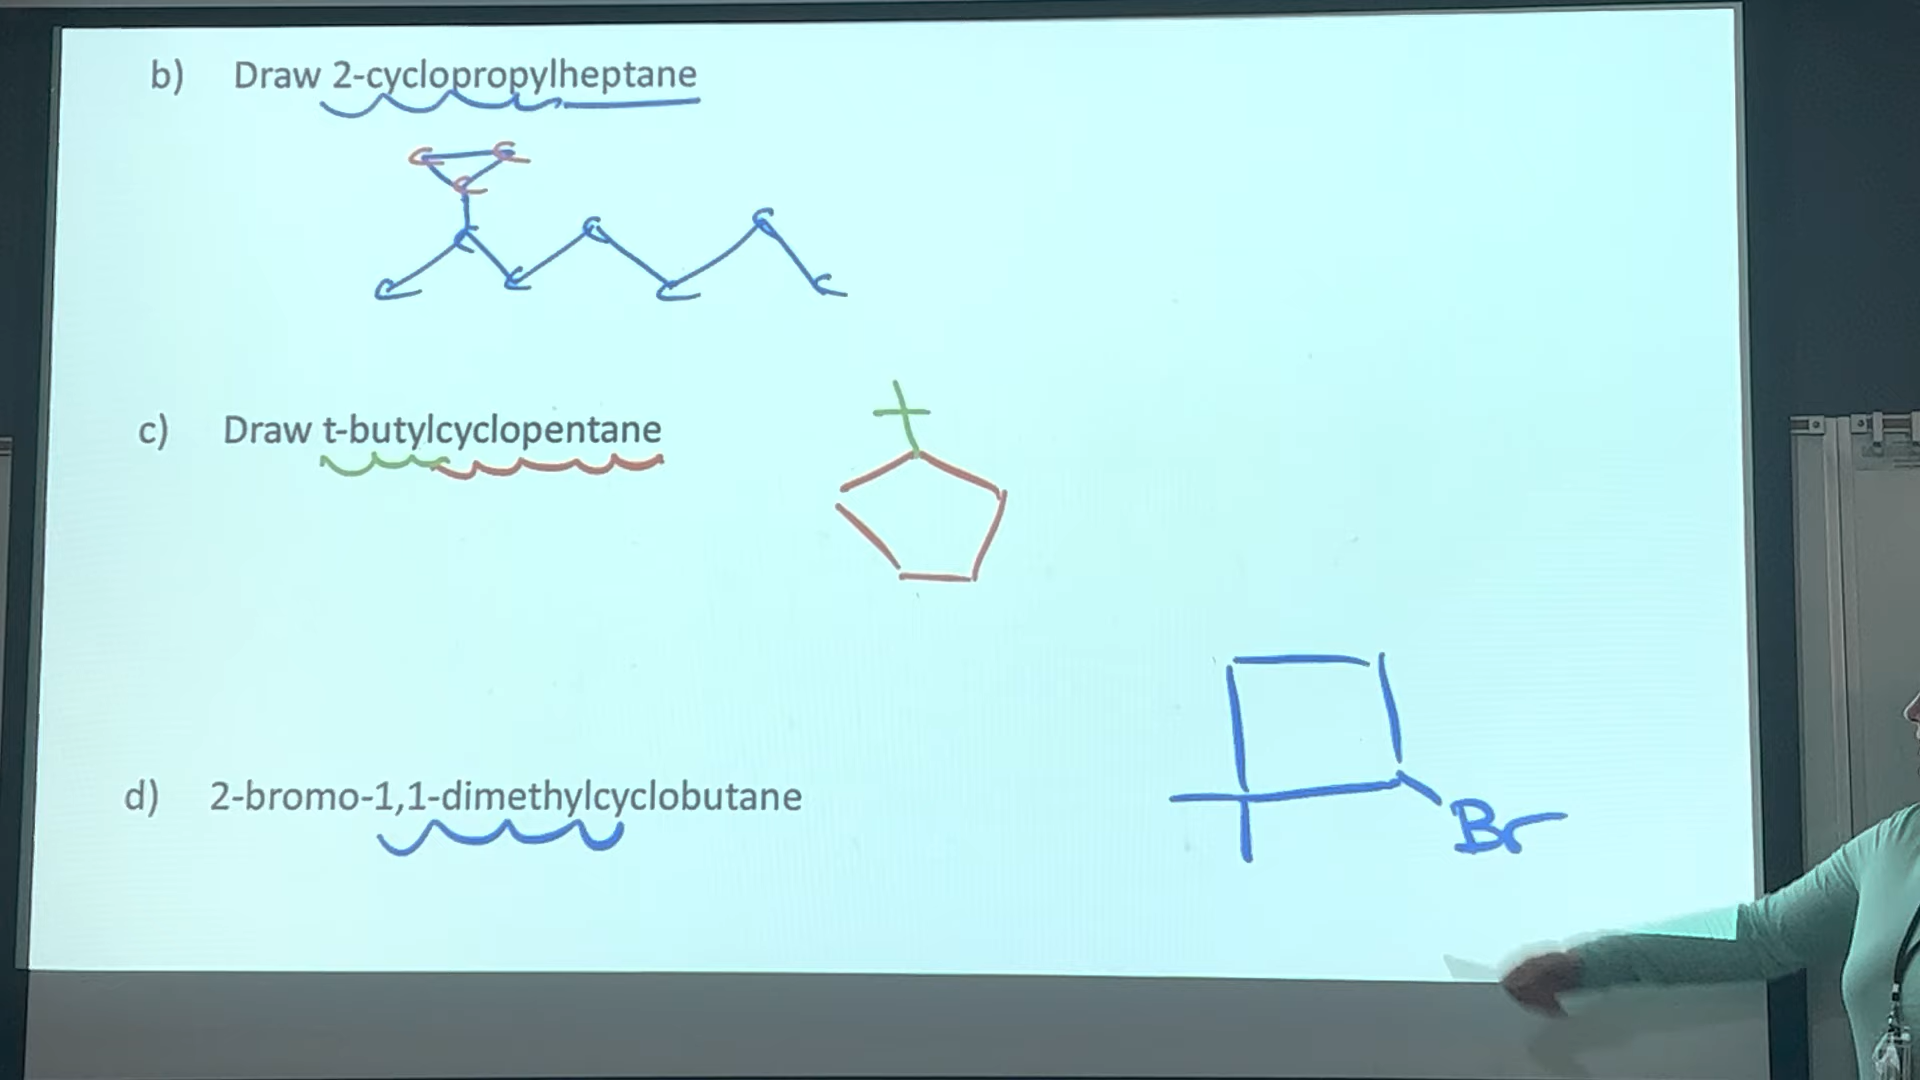 b) Draw 2-cyclopropylheptane
C C
C
C C C
C C C C
c) Draw t-butylcyclopentane
d) 2-bromo-1,1-dimethylcyclobutane
Br